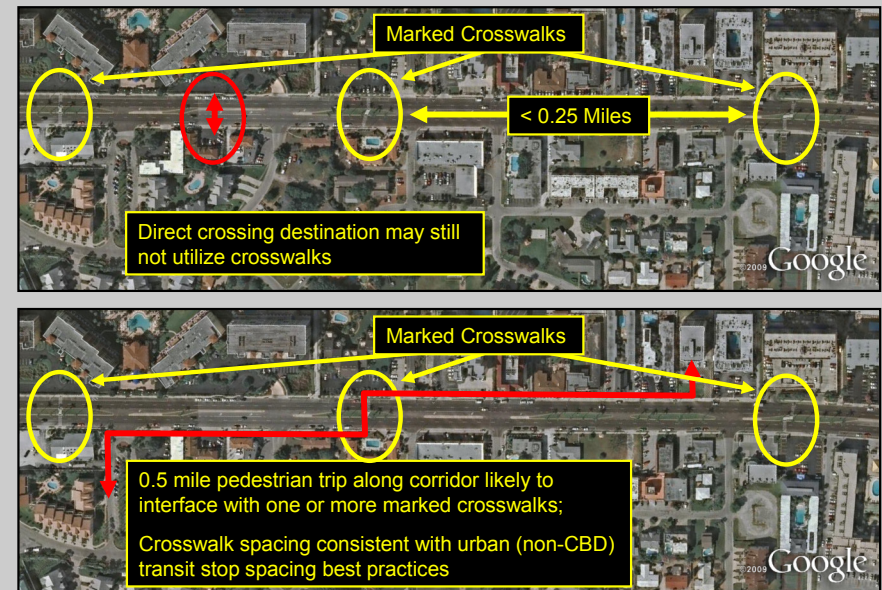 Marked Crosswalks
< 0.25 Miles
Direct crossing destination may still
not utilize crosswalks
©2009 Google
Marked Crosswalks
0.5 mile pedestrian trip along corridor likely to
interface with one or more marked crosswalks;
Crosswalk spacing consistent with urban (non-CBD)
transit stop spacing best practices
©2009 Google